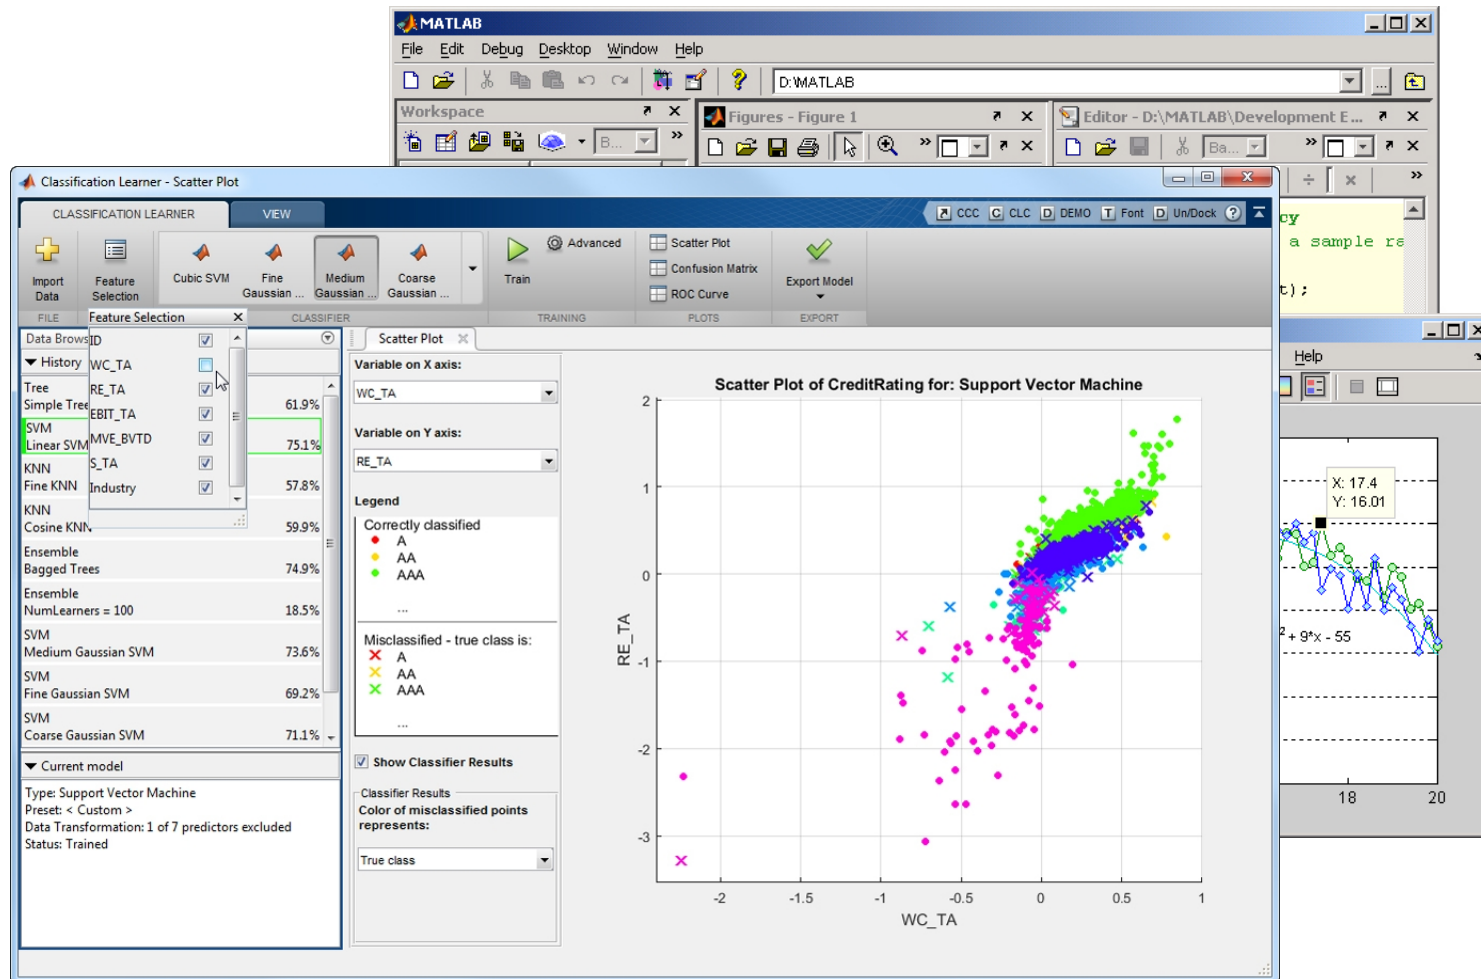 MATLAB
File Edit Debug Desktop Window Help
D:\MATLAB
...
Workspace
B...
Figures - Figure 1
Editor - D:\MATLAB\Development E...
Ba...
a sample
t);
Classification Learner - Scatter Plot
CLASSIFICATION LEARNER
VIEW
CCC
C CLC
D DEMO
T Font
D Un/Dock
?
Import
Data
Feature
Selection
Cubic SVM
Fine
Gaussian ...
Medium
Gaussian ...
Coarse
Gaussian ...
Train
Advanced
Scatter Plot
Confusion Matrix
ROC Curve
Export Model
FILE
CLASSIFIER
TRAINING
PLOTS
EXPORT
Feature Selection
ID
WC_TA
RE_TA
EBIT_TA
MVE_BVTD
S_TA
Industry
Data Brows
History
Tree
Simple Tree
61.9%
SVM
Linear SVM
75.1%
KNN
Fine KNN
57.8%
KNN
Cosine KNN
59.9%
Ensemble
Bagged Trees
74.9%
Ensemble
NumLearners = 100
18.5%
SVM
Medium Gaussian SVM
73.6%
SVM
Fine Gaussian SVM
69.2%
SVM
Coarse Gaussian SVM
71.1%
Current model
Type: Support Vector Machine
Preset: < Custom >
Data Transformation: 1 of 7 predictors excluded
Status: Trained
Scatter Plot
Variable on X axis:
WC_TA
Variable on Y axis:
RE_TA
Legend
Correctly classified
A
AA
AAA
...
Misclassified - true class is:
A
AA
AAA
...
Show Classifier Results
Classifier Results
Color of misclassified points
represents:
True class
Scatter Plot of CreditRating for: Support Vector Machine
2
1
0
-1
-2
-3
RE_TA
-2 -1.5 -1 -0.5 0 0.5 1
WC_TA
Help
X: 17.4
Y: 16.01
² + 9*x - 55
18 20